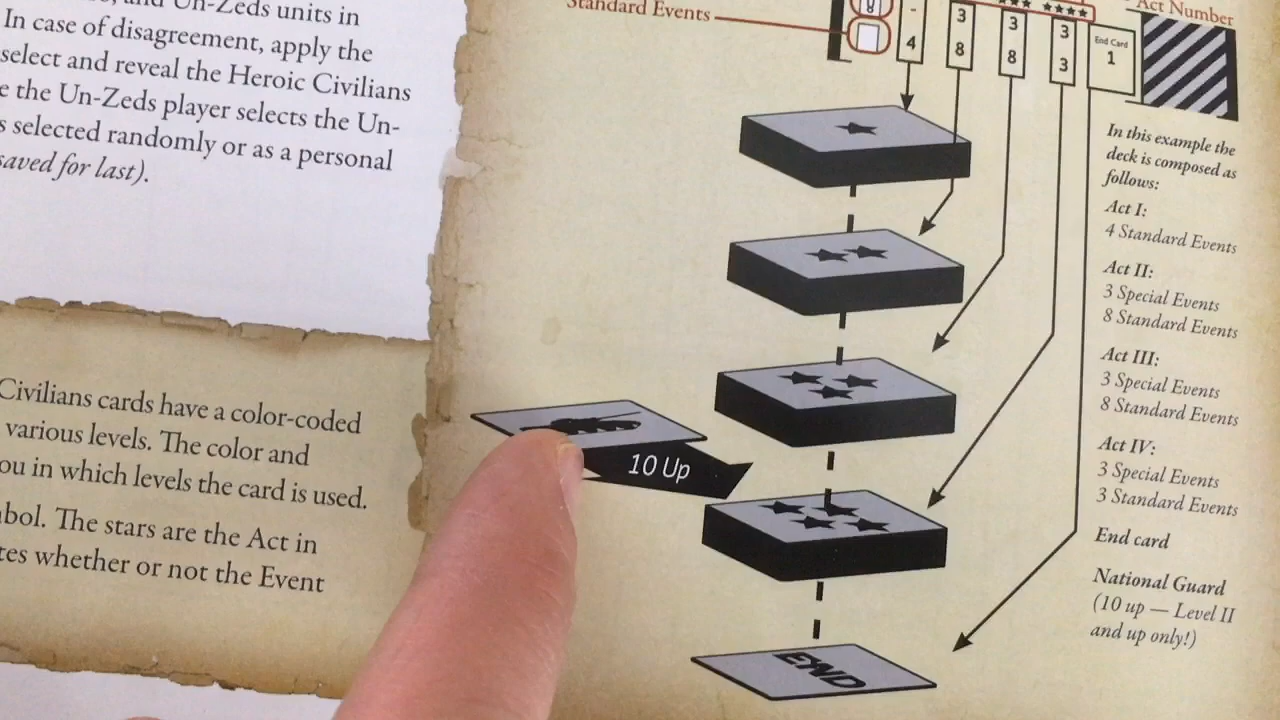 and Un-Zeds units in
In case of disagreement, apply the
select and reveal the Heroic Civilians
the Un-Zeds player selects the Un-
selected randomly or as a personal
saved for last).
Civilians cards have a color-coded
various levels. The color and
in which levels the card is used.
The stars are the Act in
whether or not the Event
Standard Events
Act Number
-
4
3
8
3
8
3
3
End Card
1
10 Up
END
In this example the
deck is composed as
follows:
Act I:
4 Standard Events
Act II:
3 Special Events
8 Standard Events
Act III:
3 Special Events
8 Standard Events
Act IV:
3 Special Events
3 Standard Events
End card
National Guard
(10 up — Level II
and up only!)